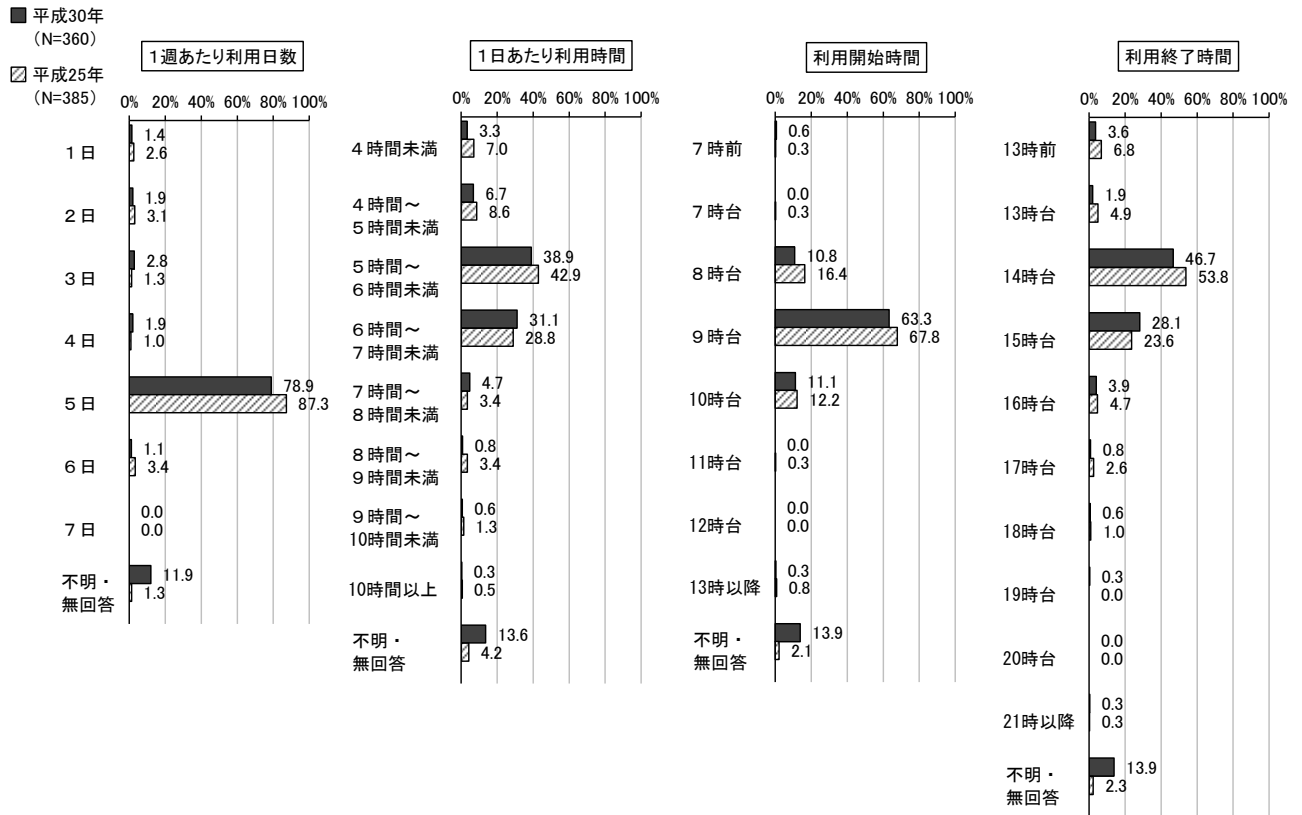 平成30年
（N=360）
平成25年
（N=385）
１週あたり利用日数
0% 20% 40% 60% 80% 100%
１日 1.4 2.6
２日 1.9 3.1
３日 2.8 1.3
４日 1.9 1.0
５日 78.9 87.3
６日 1.1 3.4
７日 0.0 0.0
不明・
無回答 11.9 1.3
１日あたり利用時間
0% 20% 40% 60% 80% 100%
４時間未満 3.3 7.0
４時間～
５時間未満 6.7 8.6
５時間～
６時間未満 38.9 42.9
６時間～
７時間未満 31.1 28.8
７時間～
８時間未満 4.7 3.4
８時間～
９時間未満 0.8 3.4
９時間～
10時間未満 0.6 1.3
10時間以上 0.3 0.5
不明・
無回答 13.6 4.2
利用開始時間
0% 20% 40% 60% 80% 100%
７時前 0.6 0.3
７時台 0.0 0.3
８時台 10.8 16.4
９時台 63.3 67.8
10時台 11.1 12.2
11時台 0.0 0.3
12時台 0.0 0.0
13時以降 0.3 0.8
不明・
無回答 13.9 2.1
利用終了時間
0% 20% 40% 60% 80% 100%
13時前 3.6 6.8
13時台 1.9 4.9
14時台 46.7 53.8
15時台 28.1 23.6
16時台 3.9 4.7
17時台 0.8 2.6
18時台 0.6 1.0
19時台 0.3 0.0
20時台 0.0 0.0
21時以降 0.3 0.3
不明・
無回答 13.9 2.3